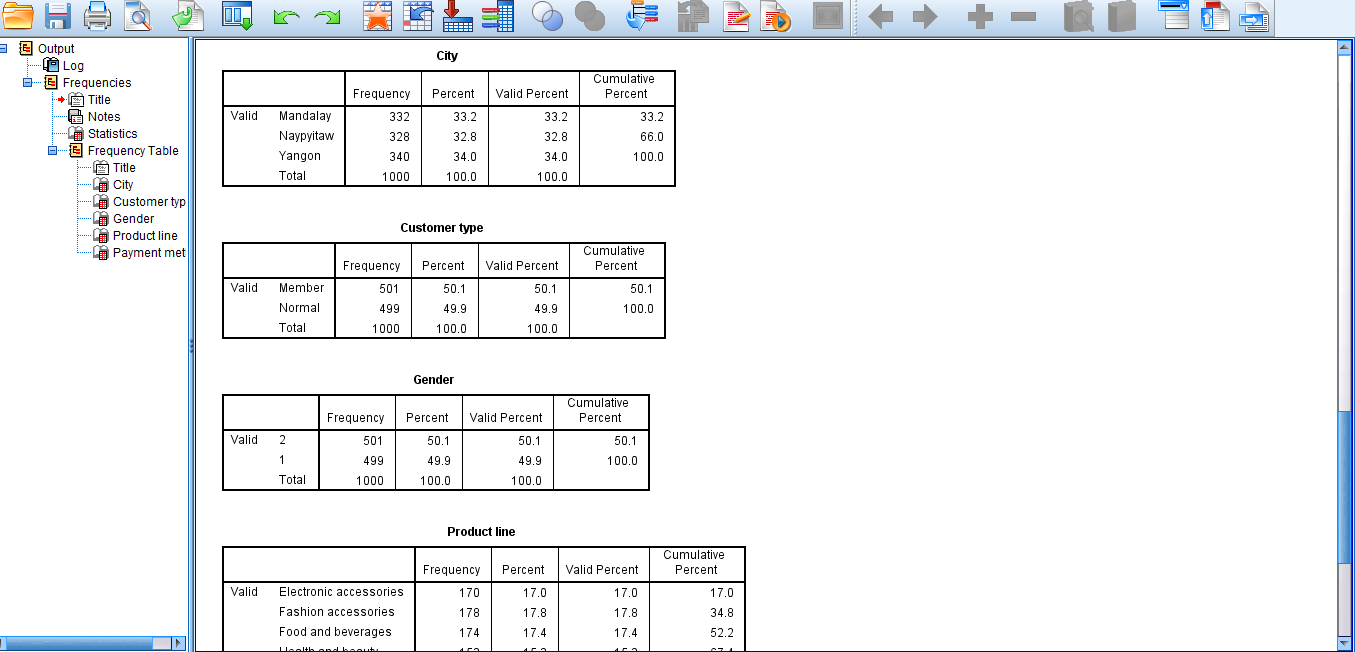 Output
Log
Frequencies
Title
Notes
Statistics
Frequency Table
Title
City
Customer typ
Gender
Product line
Payment met
City
Frequency Percent Valid Percent Cumulative Percent
Valid Mandalay 332 33.2 33.2 33.2
Naypyitaw 328 32.8 32.8 66.0
Yangon 340 34.0 34.0 100.0
Total 1000 100.0 100.0
Customer type
Frequency Percent Valid Percent Cumulative Percent
Valid Member 501 50.1 50.1 50.1
Normal 499 49.9 49.9 100.0
Total 1000 100.0 100.0
Gender
Frequency Percent Valid Percent Cumulative Percent
Valid 2 501 50.1 50.1 50.1
1 499 49.9 49.9 100.0
Total 1000 100.0 100.0
Product line
Frequency Percent Valid Percent Cumulative Percent
Valid Electronic accessories 170 17.0 17.0 17.0
Fashion accessories 178 17.8 17.8 34.8
Food and beverages 174 17.4 17.4 52.2
Health and beauty